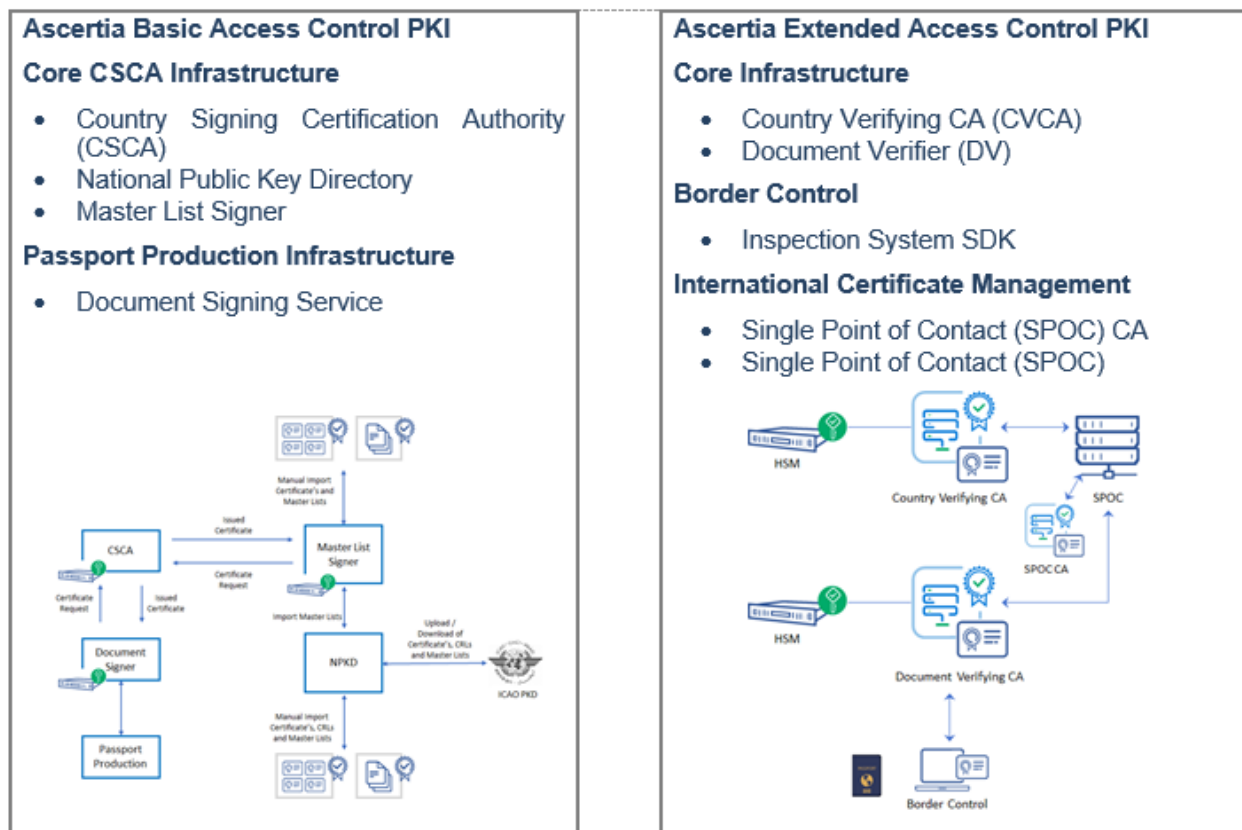 Ascertia Basic Access Control PKI
Core CSCA Infrastructure
• Country Signing Certification Authority
(CSCA)
• National Public Key Directory
• Master List Signer
Passport Production Infrastructure
• Document Signing Service
Manual Import
Certificate's and
Master Lists
Issued
Certificate
CSCA
Master List
Signer
Certificate
Request
Certificate
Request
Issued
Certificate
Import Master Lists
Upload /
Download of
Certificate's, CRLs
and Master Lists
Document
Signer
NPKD
ICAO PKD
Manual Import
Certificate's, CRLs
and Master Lists
Passport
Production
Ascertia Extended Access Control PKI
Core Infrastructure
• Country Verifying CA (CVCA)
• Document Verifier (DV)
Border Control
• Inspection System SDK
International Certificate Management
• Single Point of Contact (SPOC) CA
• Single Point of Contact (SPOC)
HSM
Country Verifying CA
SPOC
SPOC CA
HSM
Document Verifying CA
Border Control